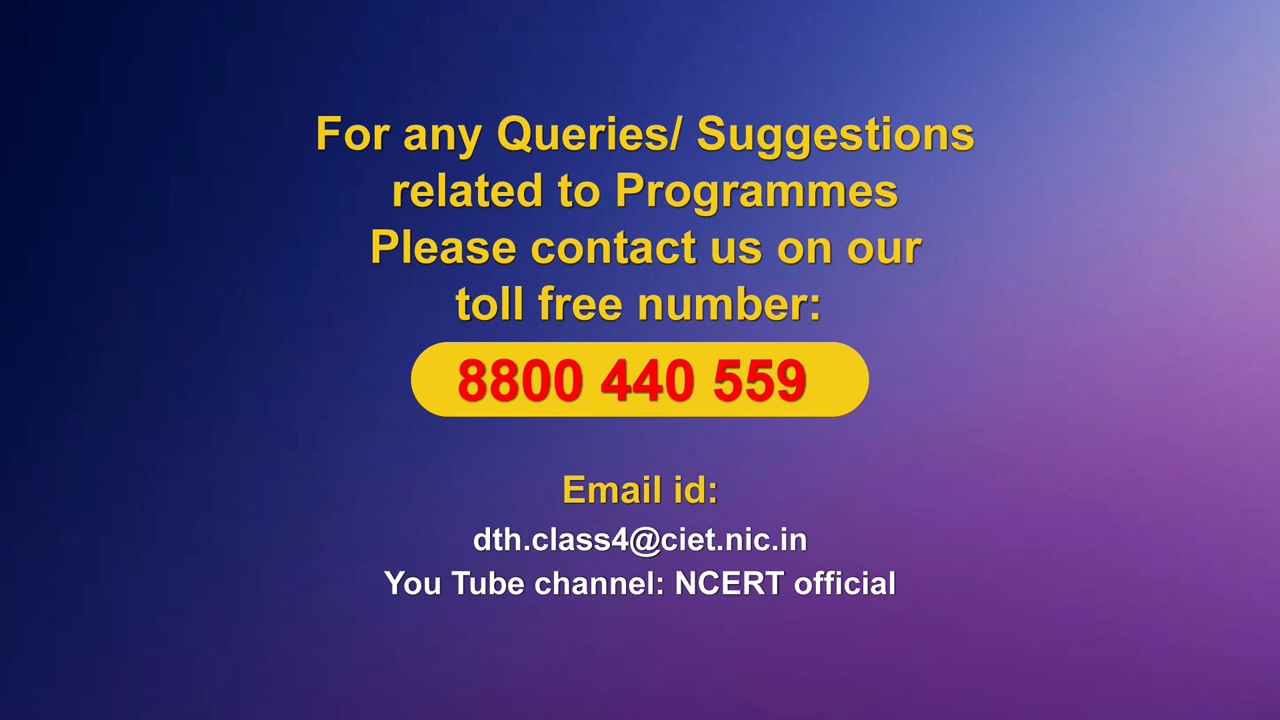 For any Queries/ Suggestions
related to Programmes
Please contact us on our
toll free number:
8800 440 559
Email id:
dth.class4@ciet.nic.in
You Tube channel: NCERT official